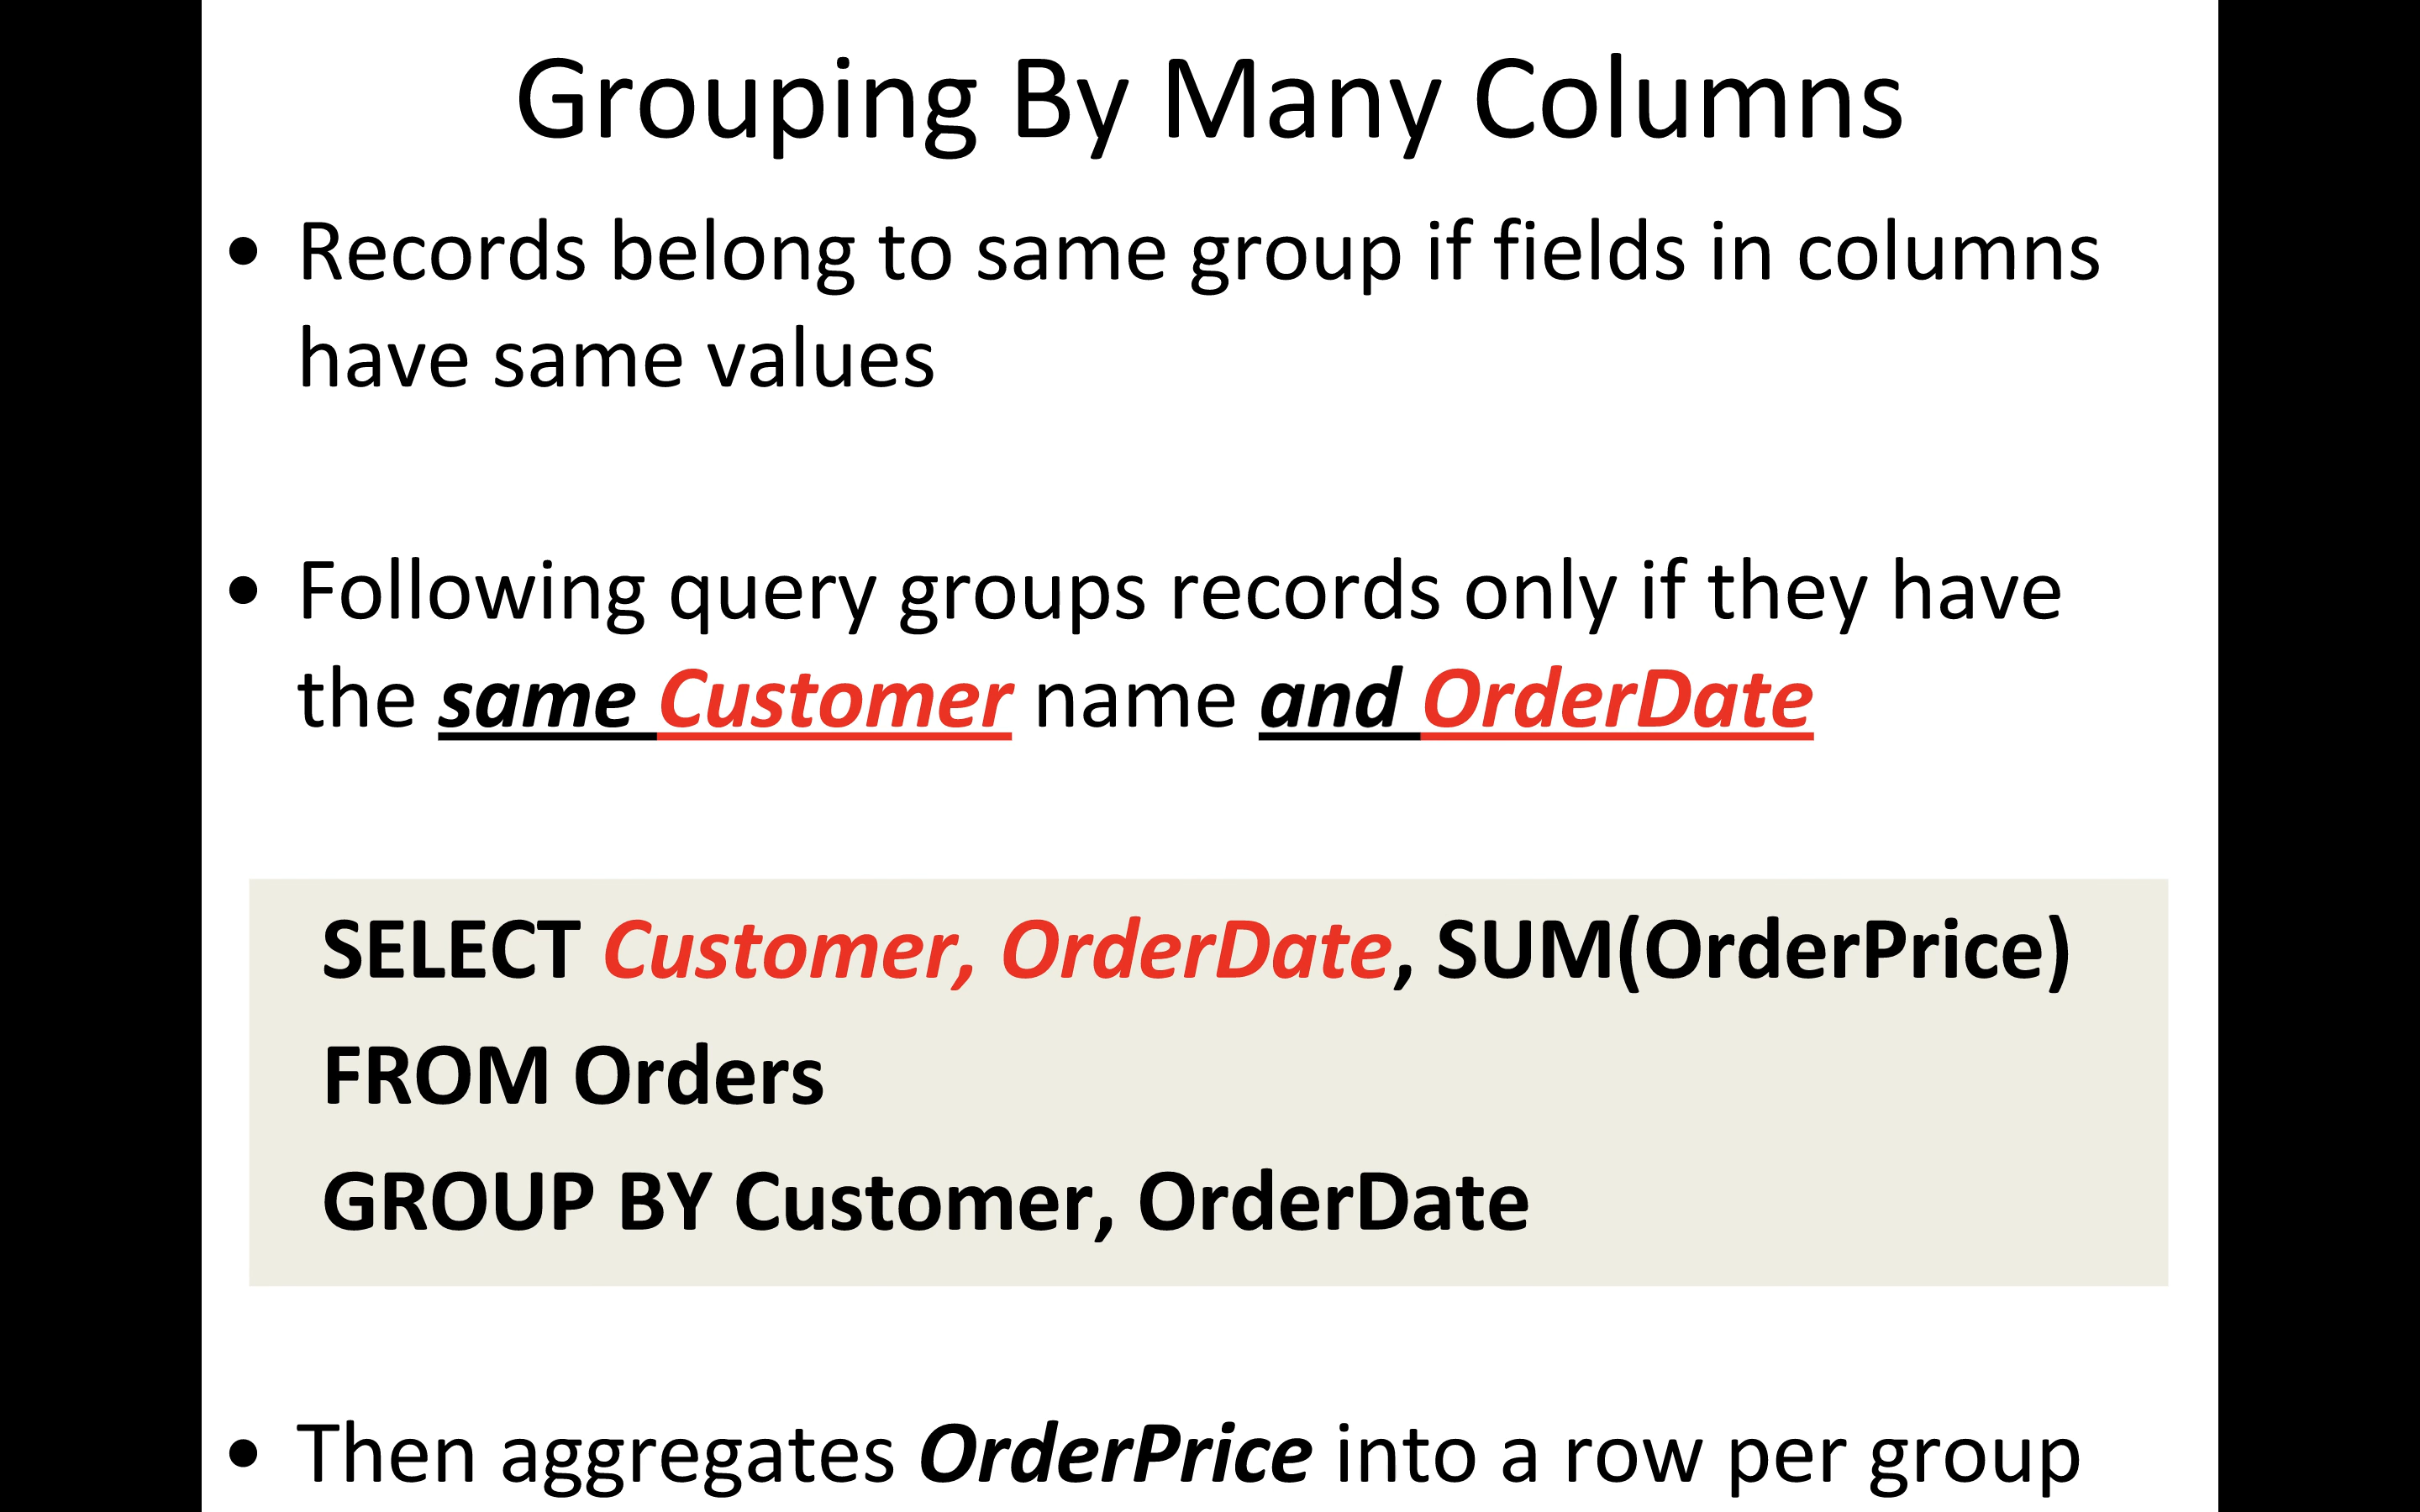 Grouping By Many Columns
• Records belong to same group if fields in columns
have same values
• Following query groups records only if they have
the same Customer name and OrderDate
SELECT Customer, OrderDate, SUM(OrderPrice)
FROM Orders
GROUP BY Customer, OrderDate
• Then aggregates OrderPrice into a row per group